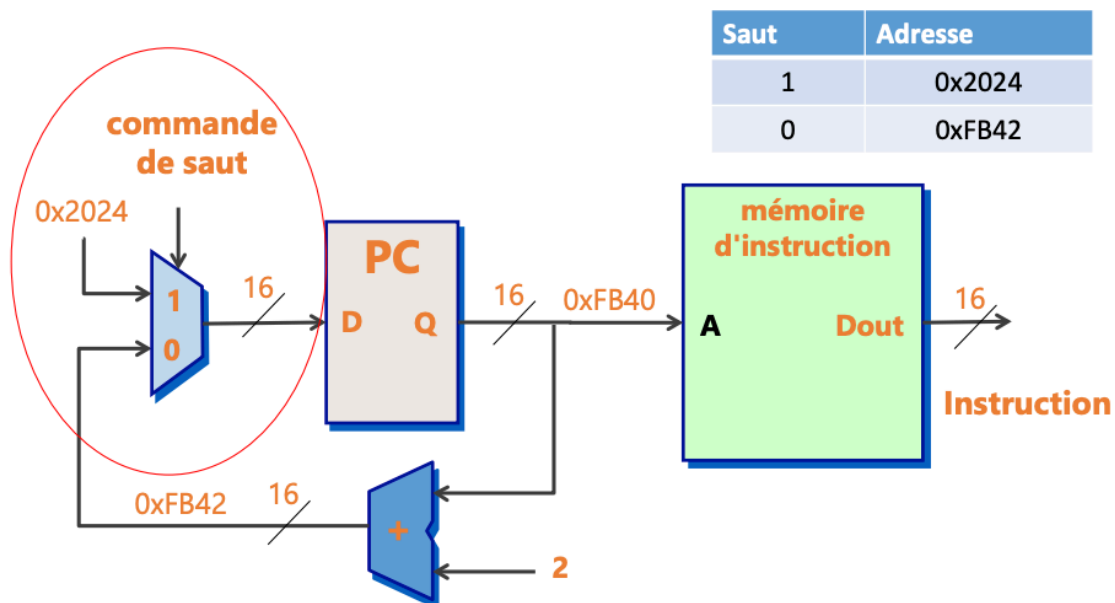 Saut Adresse
1 0x2024
0 0xFB42
commande
de saut
0x2024
1
0
16
PC
D Q
16
0xFB40
mémoire
d'instruction
A Dout
16
Instruction
0xFB42
16
+
2